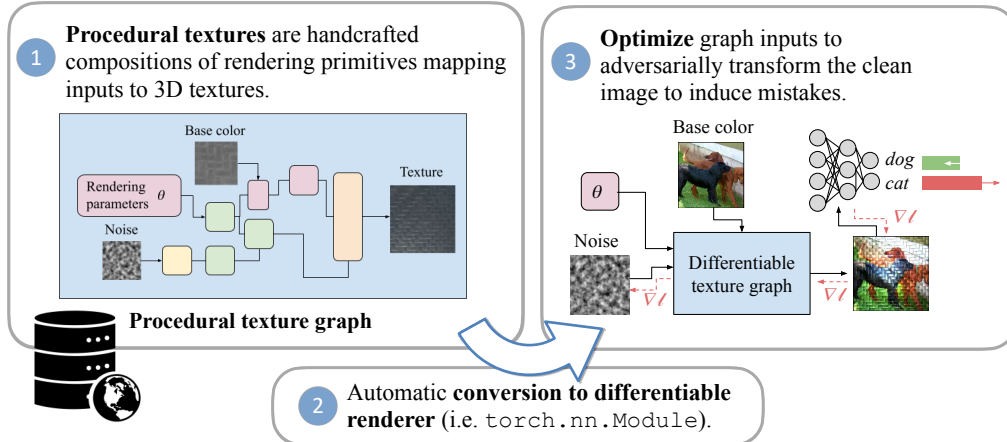 1
Procedural textures are handcrafted
compositions of rendering primitives mapping
inputs to 3D textures.
Base color
Rendering
parameters θ
Noise
Texture
Procedural texture graph
2
Automatic conversion to differentiable
renderer (i.e. torch.nn.Module).
3
Optimize graph inputs to
adversarially transform the clean
image to induce mistakes.
Base color
θ
Noise
∇ℓ
Differentiable
texture graph
∇ℓ
∇ℓ
dog
cat